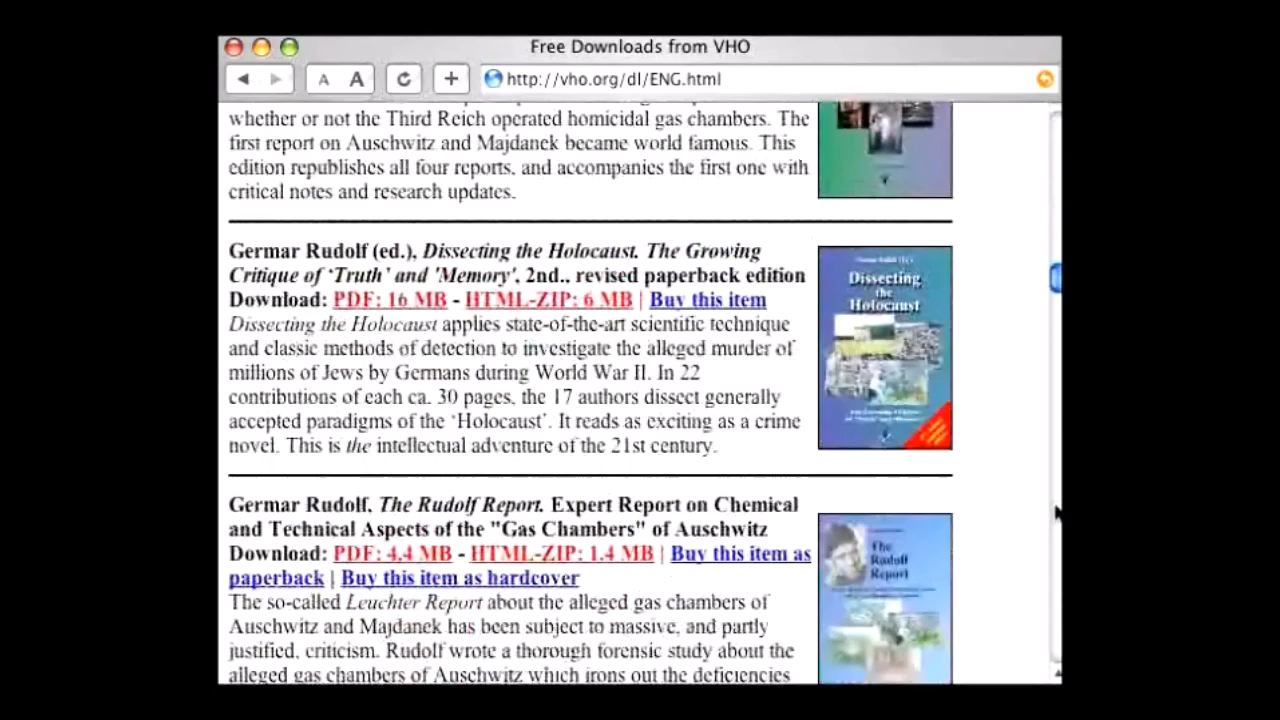 Free Downloads from VHO
A A http://vho.org/dl/ENG.html
whether or not the Third Reich operated homicidal gas chambers. The
first report on Auschwitz and Majdanek became world famous. This
edition republishes all four reports, and accompanies the first one with
critical notes and research updates.
Germar Rudolf (ed.), Dissecting the Holocaust. The Growing
Critique of ‘Truth’ and 'Memory', 2nd., revised paperback edition
Download: PDF: 16 MB - HTML-ZIP: 6 MB | Buy this item
Dissecting the Holocaust applies state-of-the-art scientific technique
and classic methods of detection to investigate the alleged murder of
millions of Jews by Germans during World War II. In 22
contributions of each ca. 30 pages, the 17 authors dissect generally
accepted paradigms of the ‘Holocaust’. It reads as exciting as a crime
novel. This is the intellectual adventure of the 21st century.
Dissecting
the
Holocaust
Germar Rudolf, The Rudolf Report. Expert Report on Chemical
and Technical Aspects of the "Gas Chambers" of Auschwitz
Download: PDF: 4,4 MB - HTML-ZIP: 1.4 MB | Buy this item as
paperback | Buy this item as hardcover
The so-called Leuchter Report about the alleged gas chambers of
Auschwitz and Majdanek has been subject to massive, and partly
justified, criticism. Rudolf wrote a thorough forensic study about the
alleged gas chambers of Auschwitz which irons out the deficiencies
The
Rudolf
Report